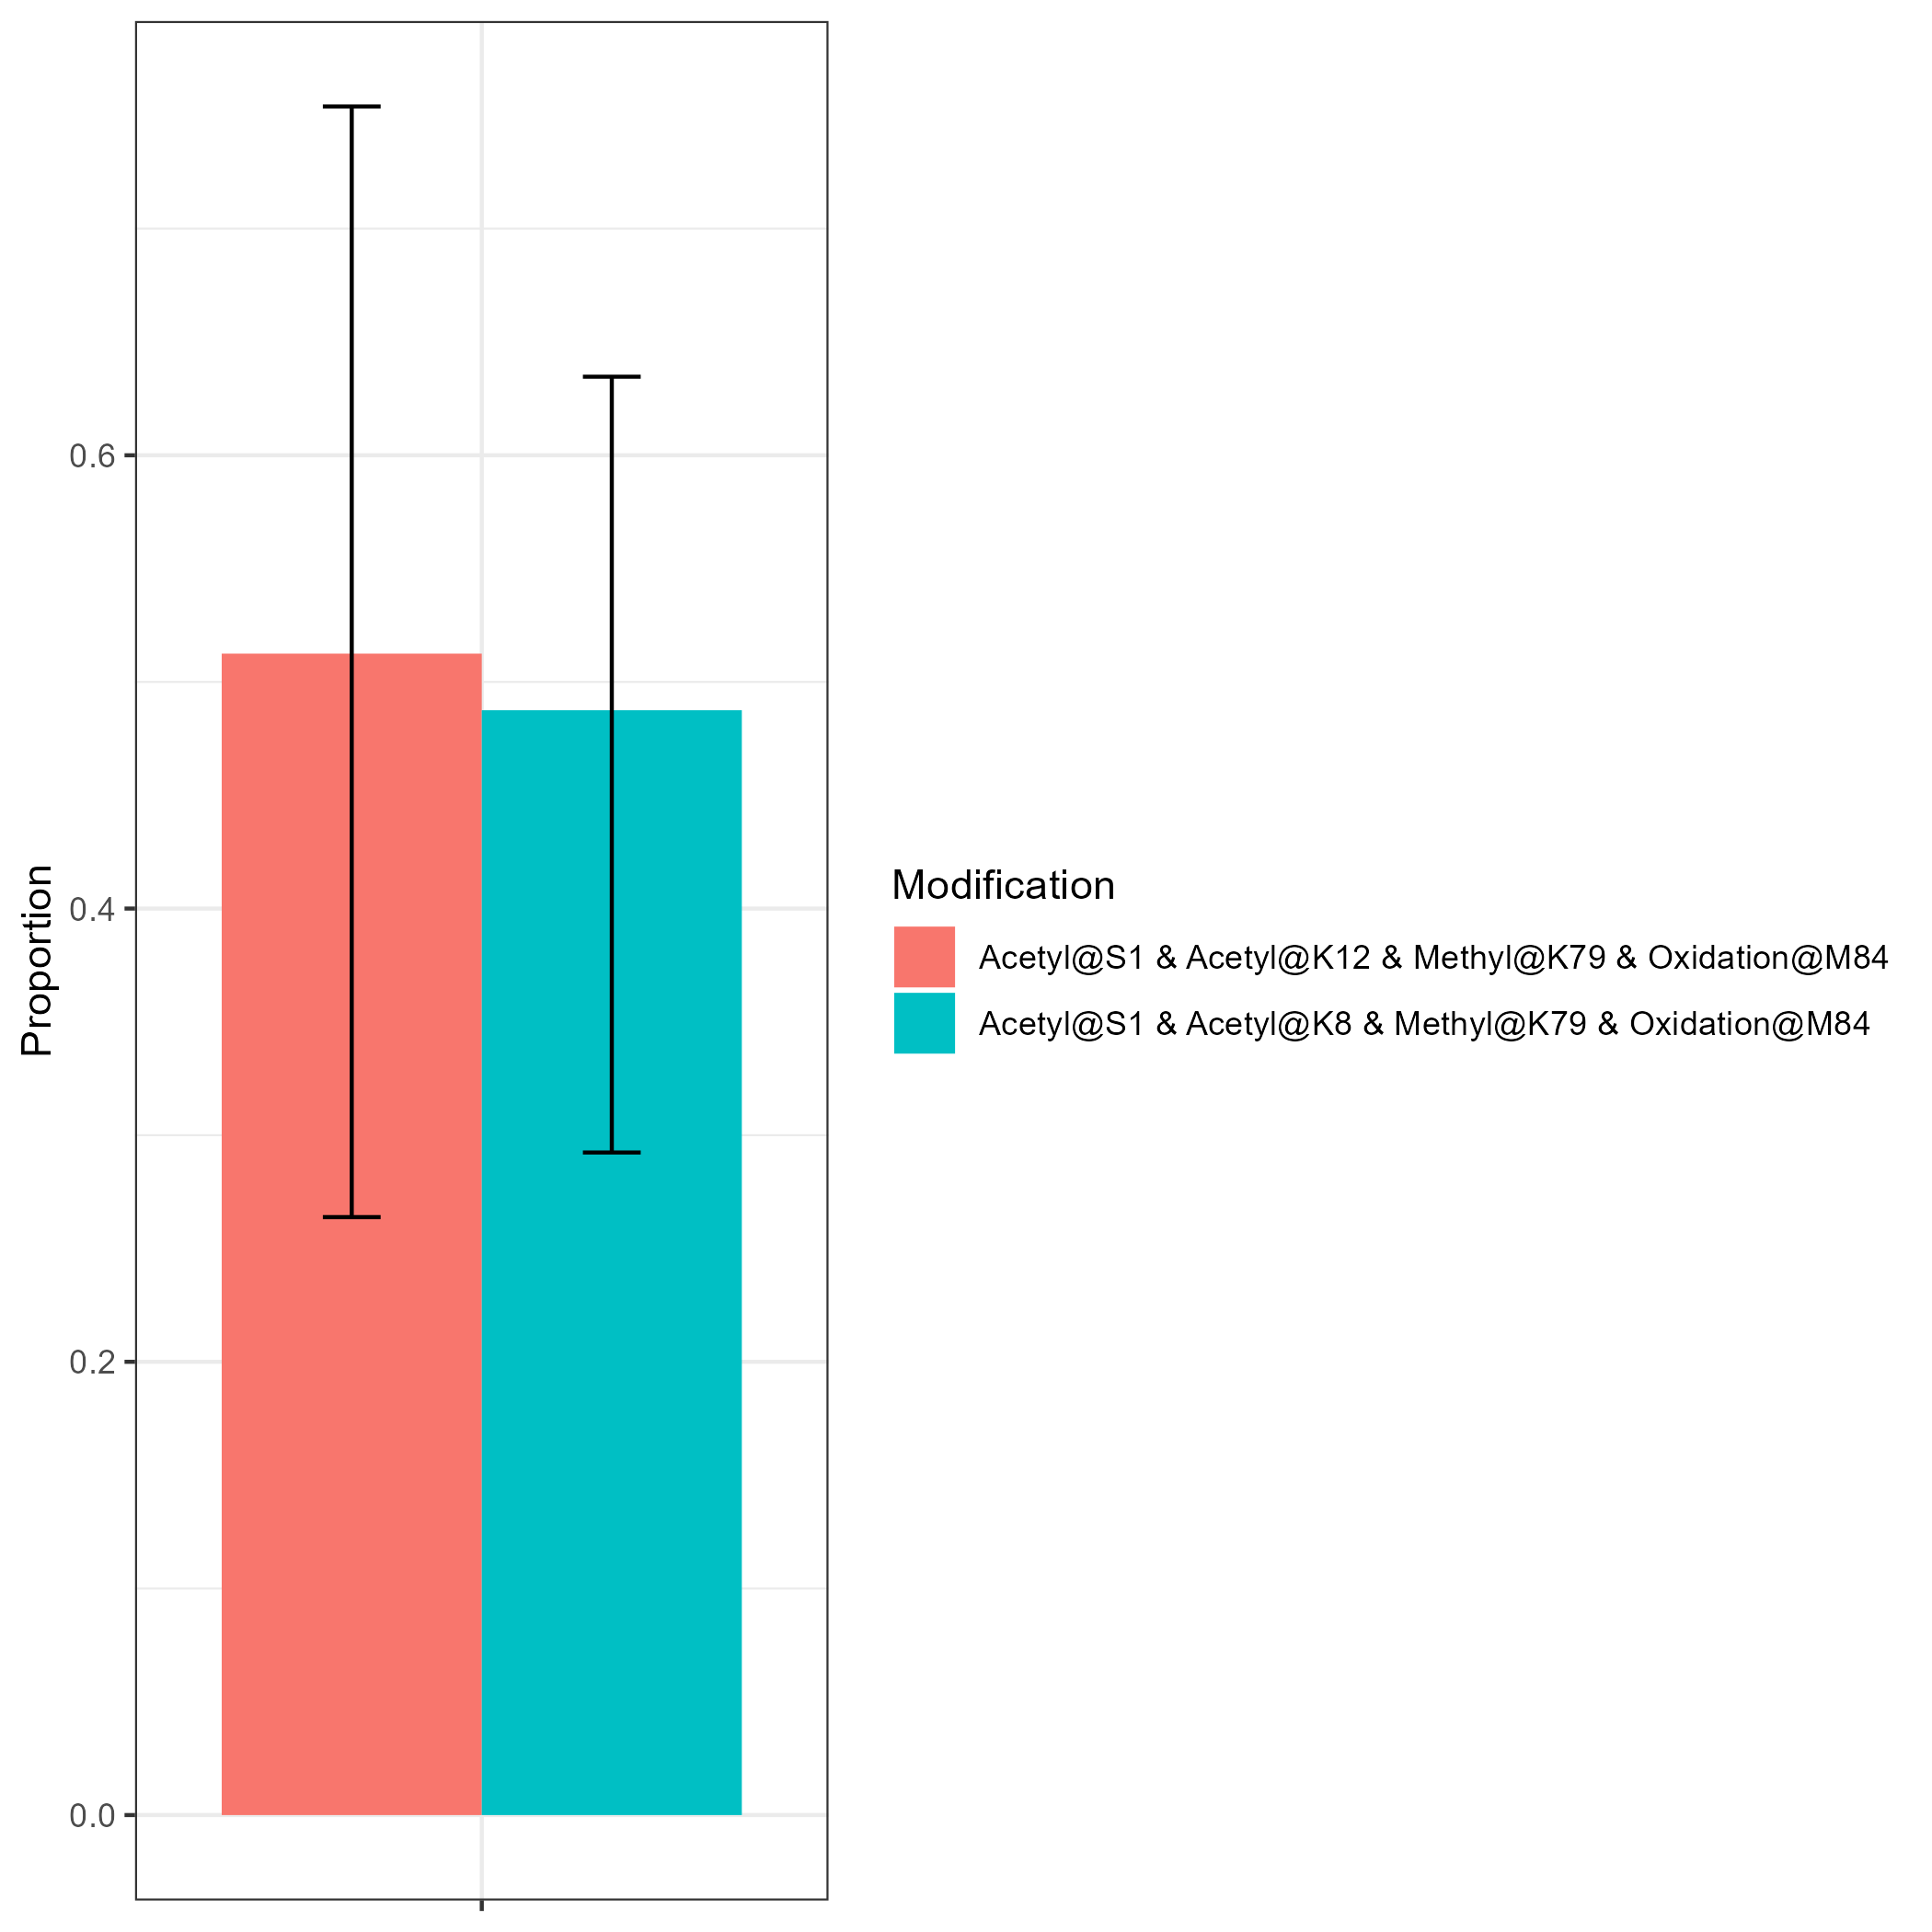 Proportion
0.6
0.4
0.2
0.0
Modification
Acetyl@S1 & Acetyl@K12 & Methyl@K79 & Oxidation@M84
Acetyl@S1 & Acetyl@K8 & Methyl@K79 & Oxidation@M84